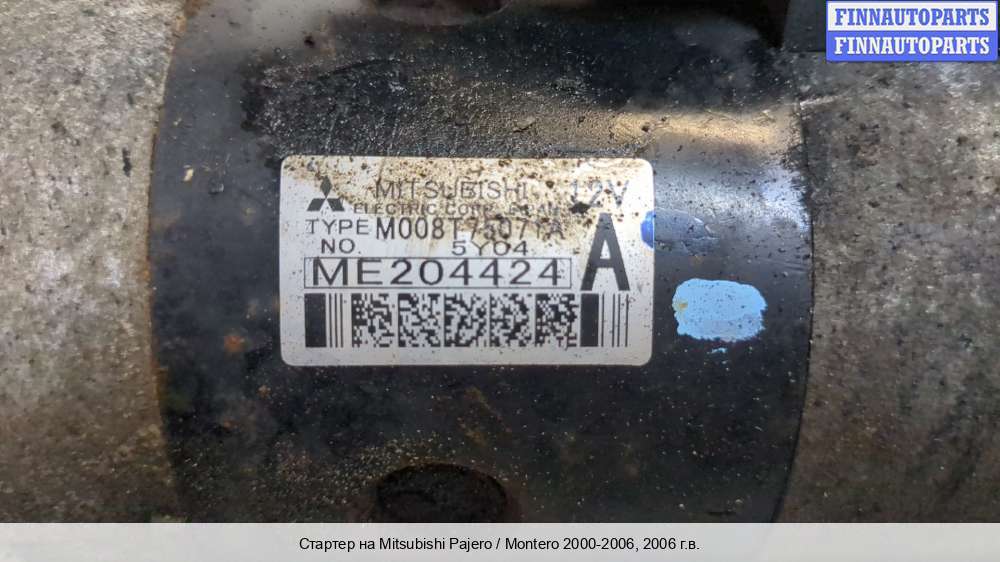 FINNAUTOPARTS
FINNAUTOPARTS
MITSUBISHI 12V
ELECTRIC CORP.
TYPE M008T75071A
NO. 5Y04
A
ME204424
Стартер на Mitsubishi Pajero / Montero 2000-2006, 2006 г.в.